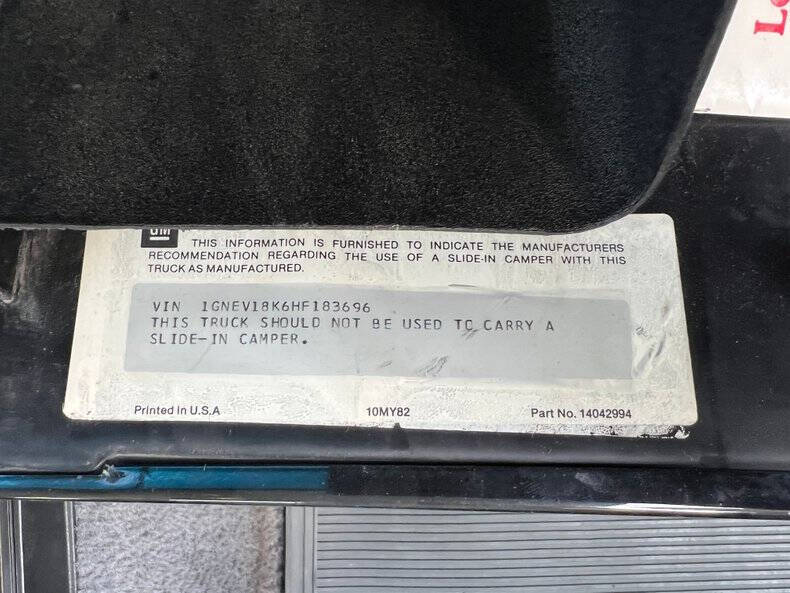 GM
THIS INFORMATION IS FURNISHED TO INDICATE THE MANUFACTURERS
RECOMMENDATION REGARDING THE USE OF A SLIDE-IN CAMPER WITH THIS
TRUCK AS MANUFACTURED.
VIN 1GNEV18K6HF183696
THIS TRUCK SHOULD NOT BE USED TO CARRY A
SLIDE-IN CAMPER.
Printed in U.S.A 10MY82 Part No. 14042994